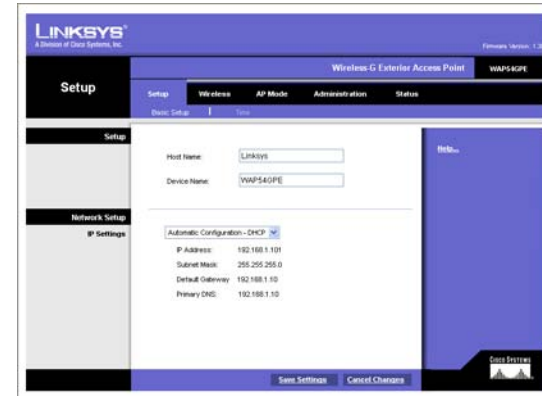 LINKSYS®
A Division of Cisco Systems, Inc.
Firmware Version: 1.3
Wireless-G Exterior Access Point
WAP54GPE
Setup
Setup Wireless AP Mode Administration Status
Basic Setup Time
Setup
Host Name: Linksys
Device Name: WAP54GPE
Help...
Network Setup
IP Settings
Automatic Configuration - DHCP
IP Address: 192.168.1.101
Subnet Mask: 255.255.255.0
Default Gateway 192.168.1.10
Primary DNS: 192.168.1.10
Save Settings Cancel Changes
CISCO SYSTEMS